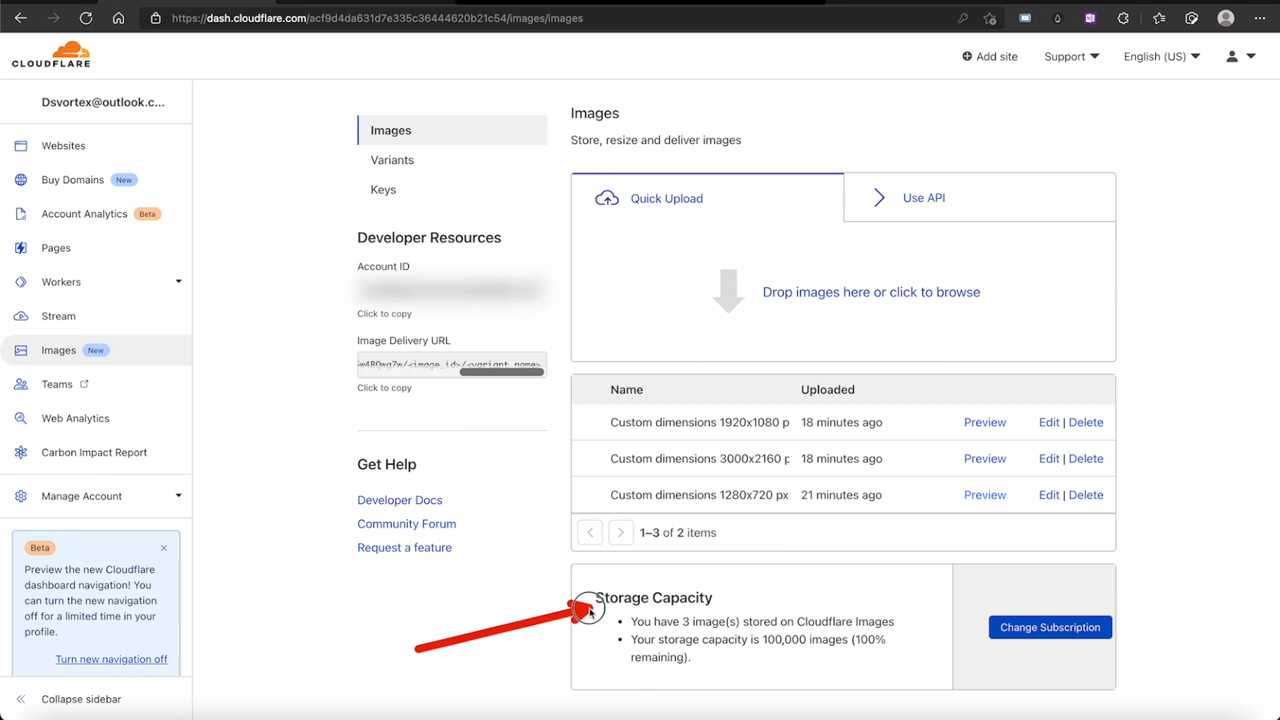 https://dash.cloudflare.com/acf9d4da631d7e335c36444620b21c54/images/images
CLOUDFLARE
Add site
Support
English (US)
Dsvortex@outlook.c...
Websites
Buy Domains New
Account Analytics Beta
Pages
Workers
Stream
Images New
Teams
Web Analytics
Carbon Impact Report
Manage Account
Beta
Preview the new Cloudflare
dashboard navigation! You
can turn the new navigation
off for a limited time in your
profile.
Turn new navigation off
Collapse sidebar
Images
Variants
Keys
Developer Resources
Account ID
Click to copy
Image Delivery URL
w4BQwg7w/<image_id>/<variant_name>
Click to copy
Get Help
Developer Docs
Community Forum
Request a feature
Images
Store, resize and deliver images
Quick Upload
Use API
Drop images here or click to browse
Name Uploaded
Custom dimensions 1920x1080 p 18 minutes ago Preview Edit | Delete
Custom dimensions 3000x2160 p 18 minutes ago Preview Edit | Delete
Custom dimensions 1280x720 px 21 minutes ago Preview Edit | Delete
1–3 of 2 items
Storage Capacity
• You have 3 image(s) stored on Cloudflare Images
• Your storage capacity is 100,000 images (100%
remaining).
Change Subscription